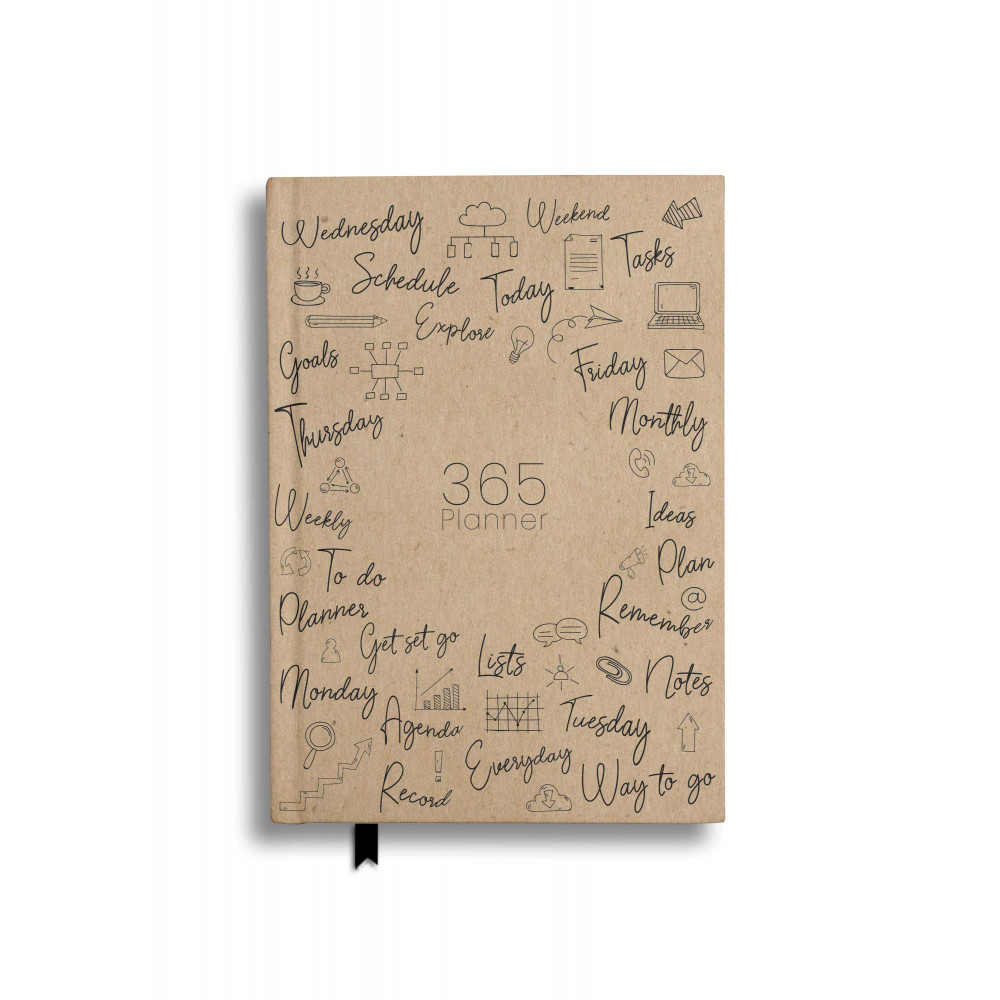 Wednesday
Weekend
Schedule
Today
Tasks
Explore
Goals
Friday
Thursday
Monthly
365
Planner
Weekly
Ideas
To do
Plan
Planner
@
Remember
Get set go
Lists
Monday
Notes
Agenda
Tuesday
!
Everyday
Record
Way to go